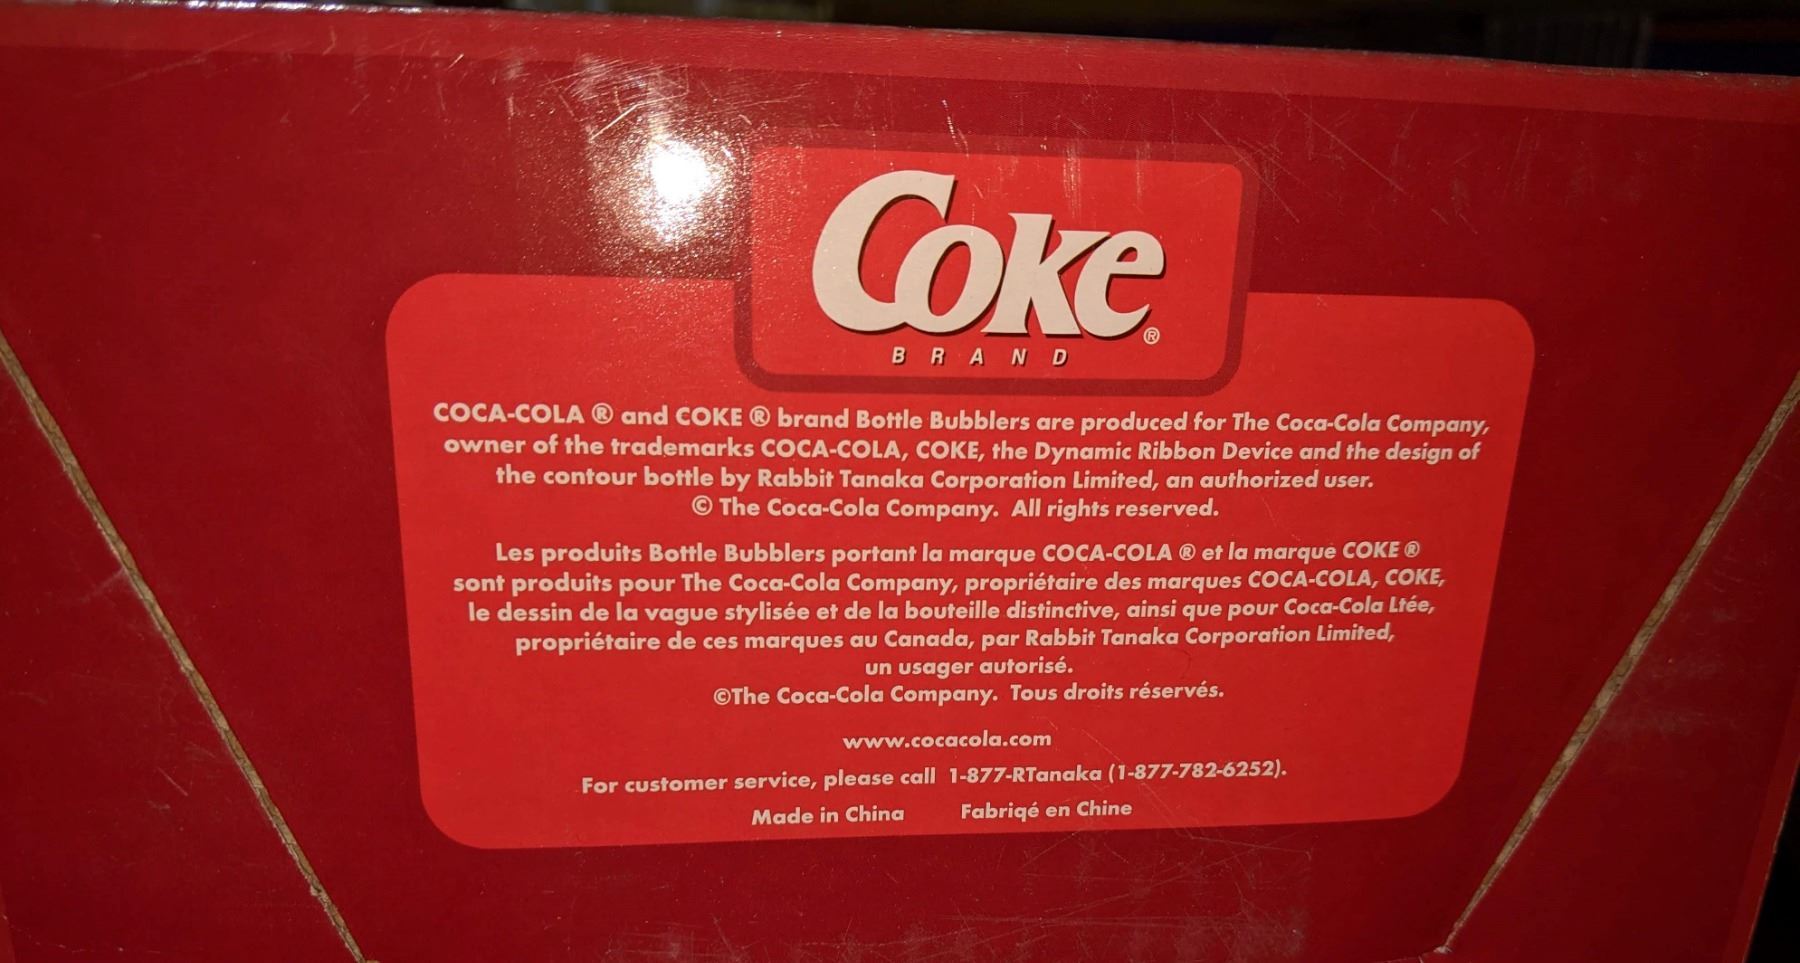 Coke®
BRAND
COCA-COLA ® and COKE ® brand Bottle Bubblers are produced for The Coca-Cola Company,
owner of the trademarks COCA-COLA, COKE, the Dynamic Ribbon Device and the design of
the contour bottle by Rabbit Tanaka Corporation Limited, an authorized user.
© The Coca-Cola Company. All rights reserved.
Les produits Bottle Bubblers portant la marque COCA-COLA ® et la marque COKE ®
sont produits pour The Coca-Cola Company, propriétaire des marques COCA-COLA, COKE,
le dessin de la vague stylisée et de la bouteille distinctive, ainsi que pour Coca-Cola Ltée,
propriétaire de ces marques au Canada, par Rabbit Tanaka Corporation Limited,
un usager autorisé.
©The Coca-Cola Company. Tous droits réservés.
www.cocacola.com
For customer service, please call 1-877-RTanaka (1-877-782-6252).
Made in China Fabriqé en Chine